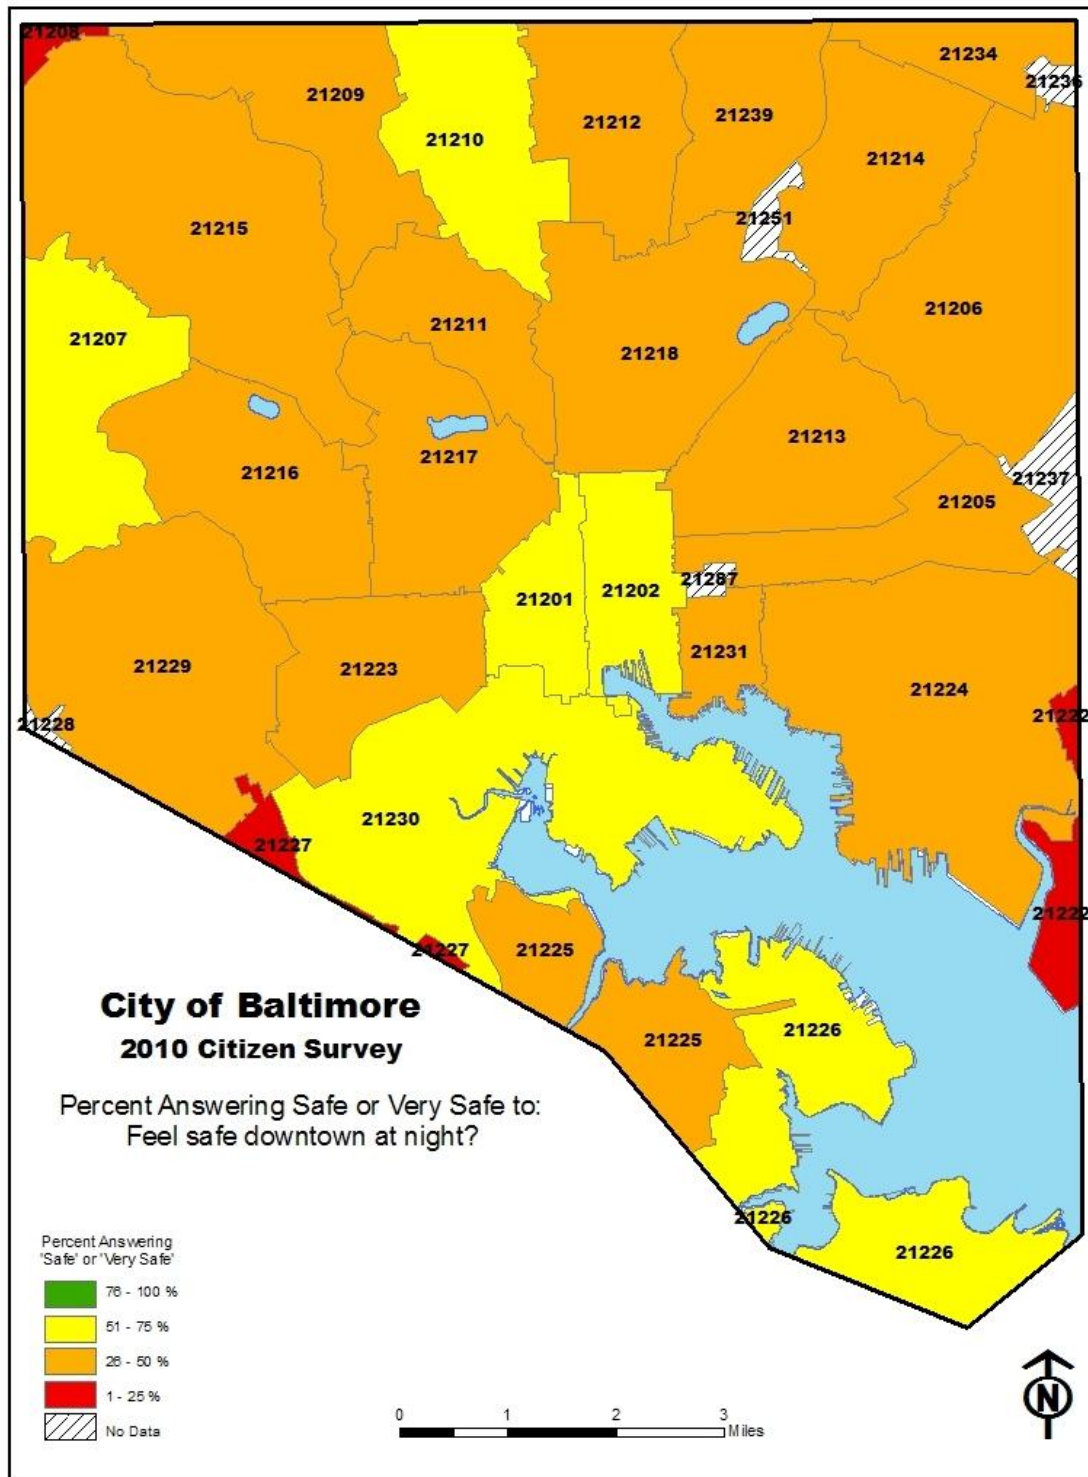 21208
21234
21236
21209
21212
21239
21210
21214
21251
21215
21206
21211
21207
21218
21213
21217
21216
21237
21205
21287
21201
21202
21231
21229
21223
21224
21228
21222
21230
21227
21222
21227
21225
City of Baltimore
2010 Citizen Survey
21225
21226
Percent Answering Safe or Very Safe to:
Feel safe downtown at night?
21226
21226
Percent Answering
'Safe' or 'Very Safe'
76 - 100 %
51 - 75 %
26 - 50 %
1 - 25 %
No Data
0 1 2 3
Miles
N